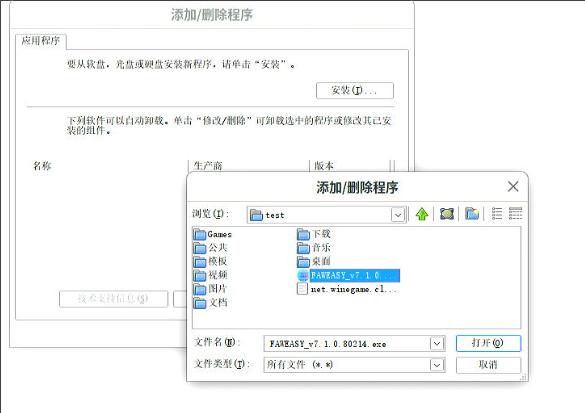 添加/删除程序
应用程序
要从软盘，光盘或硬盘安装新程序，请单击“安装”。
安装(I)...
下列软件可以自动卸载。单击“修改/删除”可卸载选中的程序或修改其已安
装的组件。
名称 生产商 版本
添加/删除程序
浏览(I): test
Games 下载
公共 音乐
模板 桌面
视频 FAWEASY_v7.1.0....
图片 net.winegame.cl...
文档
技术支持信息(S)
文件名(N): FAWEASY_v7.1.0.80214.exe 打开(O)
文件类型(T): 所有文件 (*.*) 取消